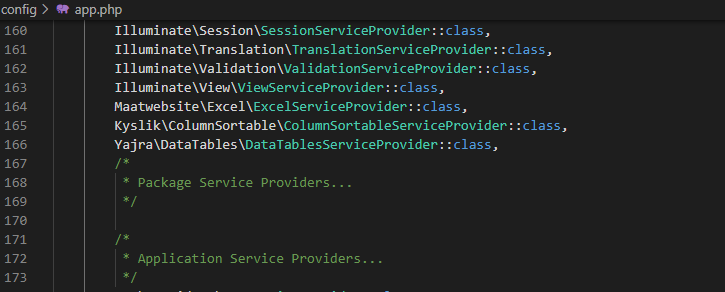 config > app.php
160 Illuminate\Session\SessionServiceProvider::class,
161 Illuminate\Translation\TranslationServiceProvider::class,
162 Illuminate\Validation\ValidationServiceProvider::class,
163 Illuminate\View\ViewServiceProvider::class,
164 Maatwebsite\Excel\ExcelServiceProvider::class,
165 Kyslik\ColumnSortable\ColumnSortableServiceProvider::class,
166 Yajra\DataTables\DataTablesServiceProvider::class,
167 /*
168 * Package Service Providers...
169 */
170
171 /*
172 * Application Service Providers...
173 */